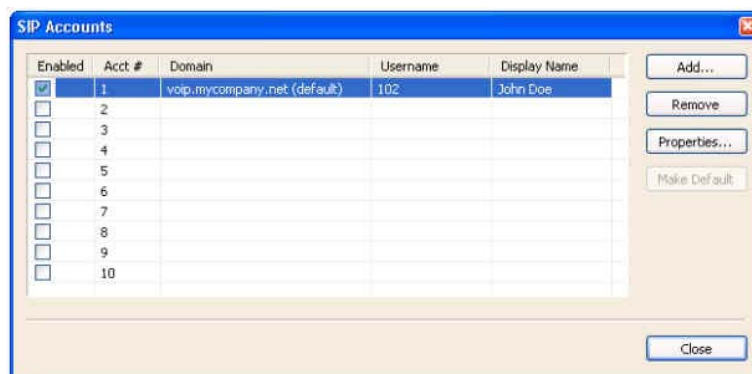 SIP Accounts
Enabled Acct # Domain Username Display Name
1 voip.mycompany.net (default) 102 John Doe
2
3
4
5
6
7
8
9
10
Add...
Remove
Properties...
Make Default
Close